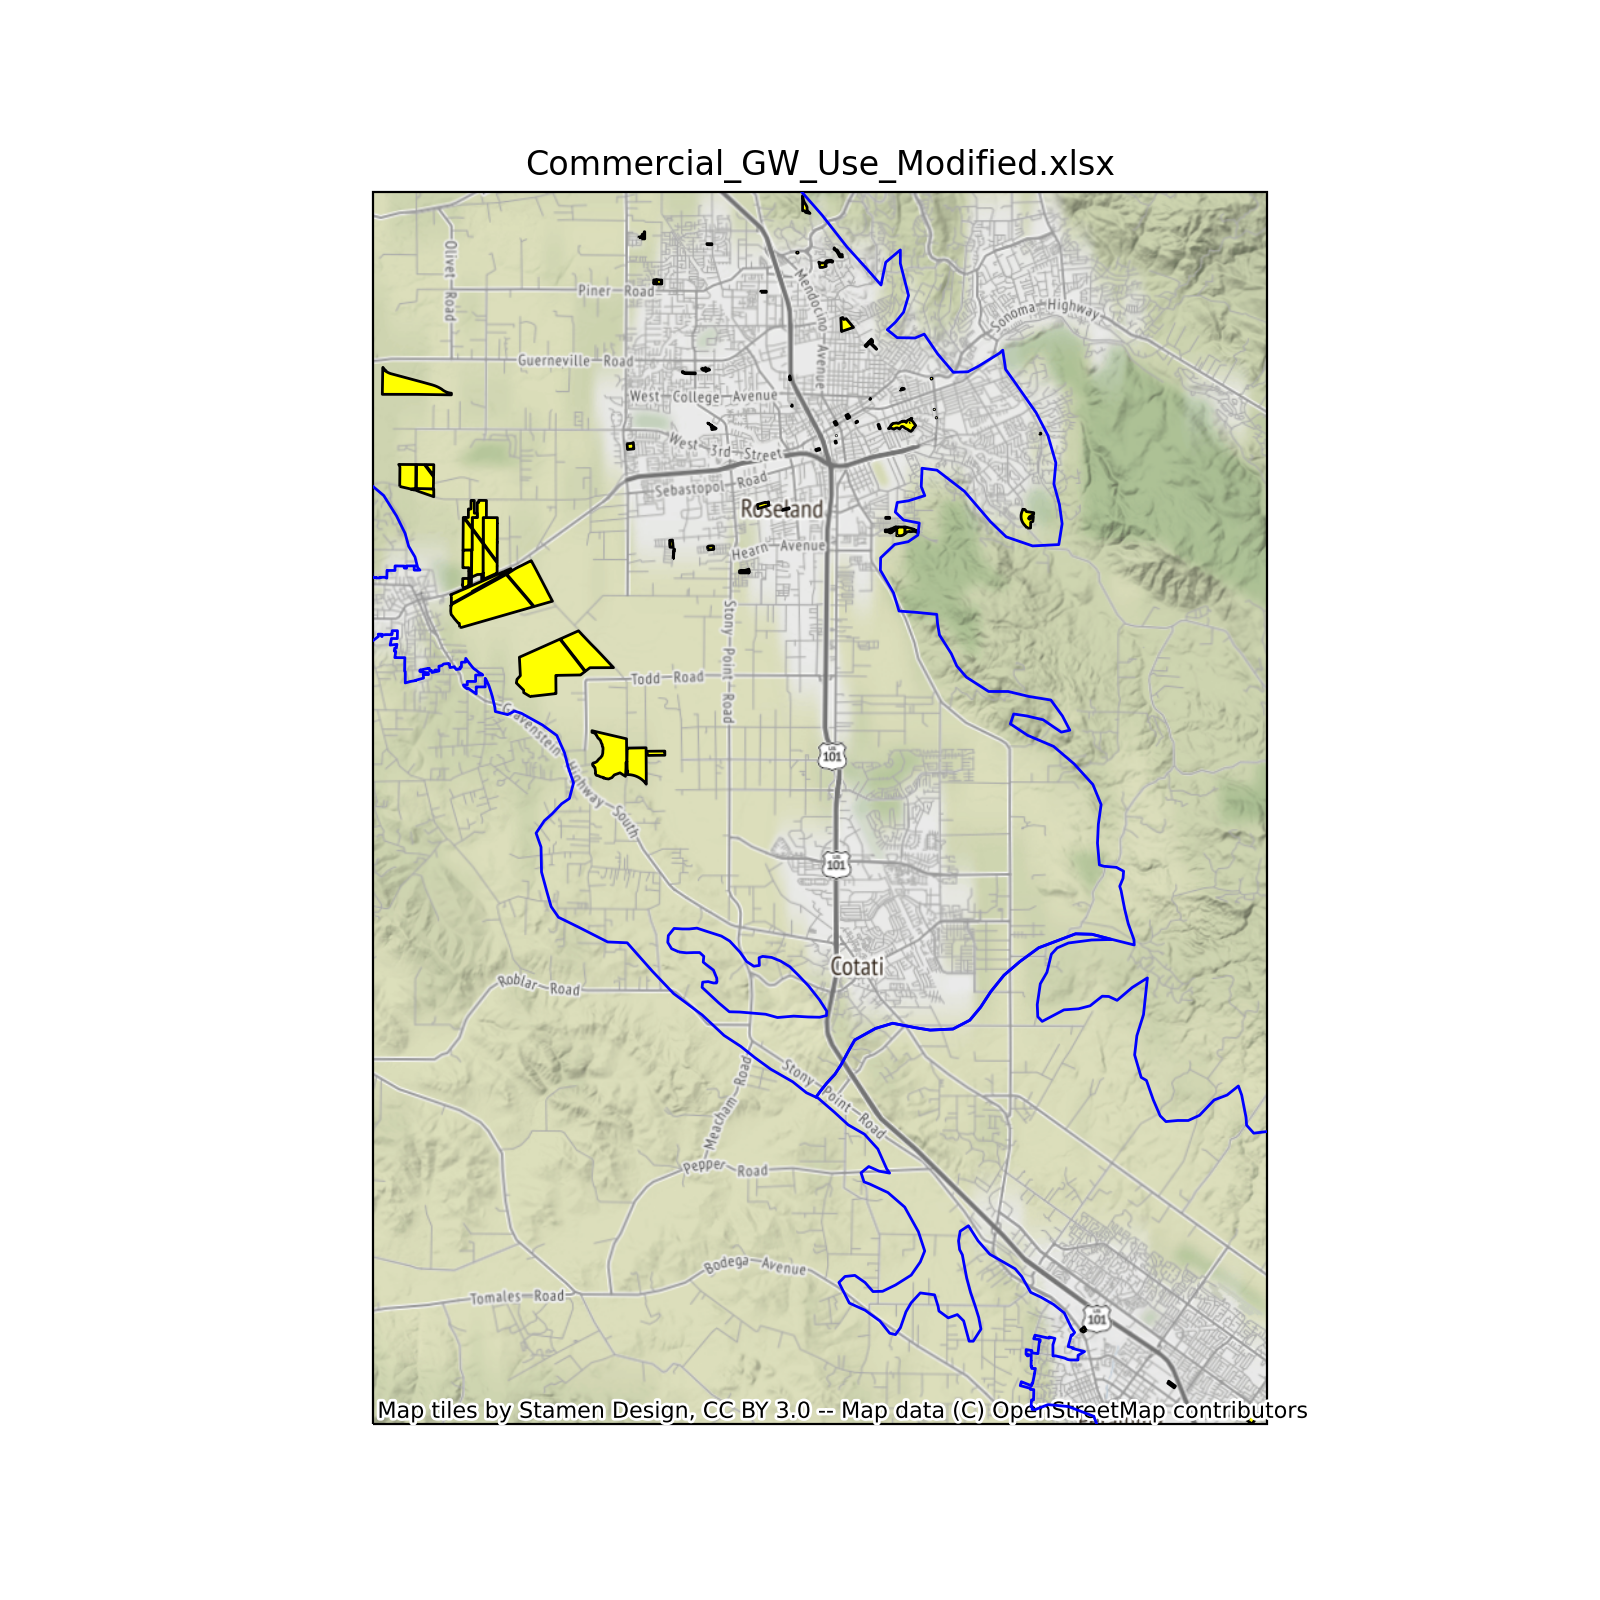 Commercial_GW_Use_Modified.xlsx
Olivet Road
Piner Road
Mendocino Avenue
Sonoma Highway
Guerneville Road
West College Avenue
West 3rd Street
Sebastopol Road
Roseland
Hearn Avenue
Stony Point Road
Todd Road
Gravenstein Highway South
US
101
US
101
Cotati
Roblar Road
Stony Point Road
Meacham Road
Pepper Road
Bodega Avenue
Tomales Road
US
101
Map tiles by Stamen Design, CC BY 3.0 -- Map data (C) OpenStreetMap contributors